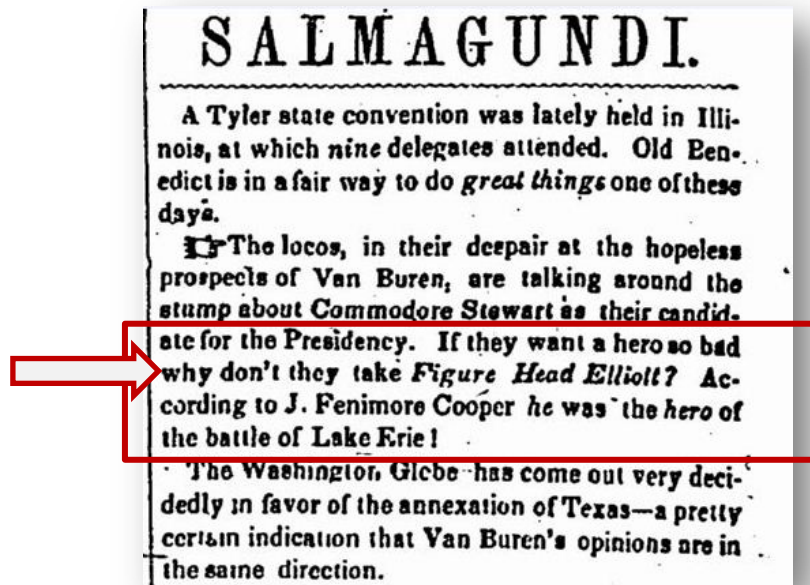 SALMAGUNDI.
A Tyler state convention was lately held in Illi-
nois, at which nine delegates attended. Old Ben-
edict is in a fair way to do great things one of these
days.
☞The locos, in their despair at the hopeless
prospects of Van Buren, are talking aronnd the
stump about Commodore Stewart as their candid-
ate for the Presidency. If they want a hero so bad
why don't they take Figure Head Elliott? Ac-
cording to J. Fenimore Cooper he was the hero of
the battle of Lake Erie!
The Washington Globe has come out very deci-
dedly in favor of the annexation of Texas—a pretty
certain indication that Van Buren's opinions are in
the same direction.